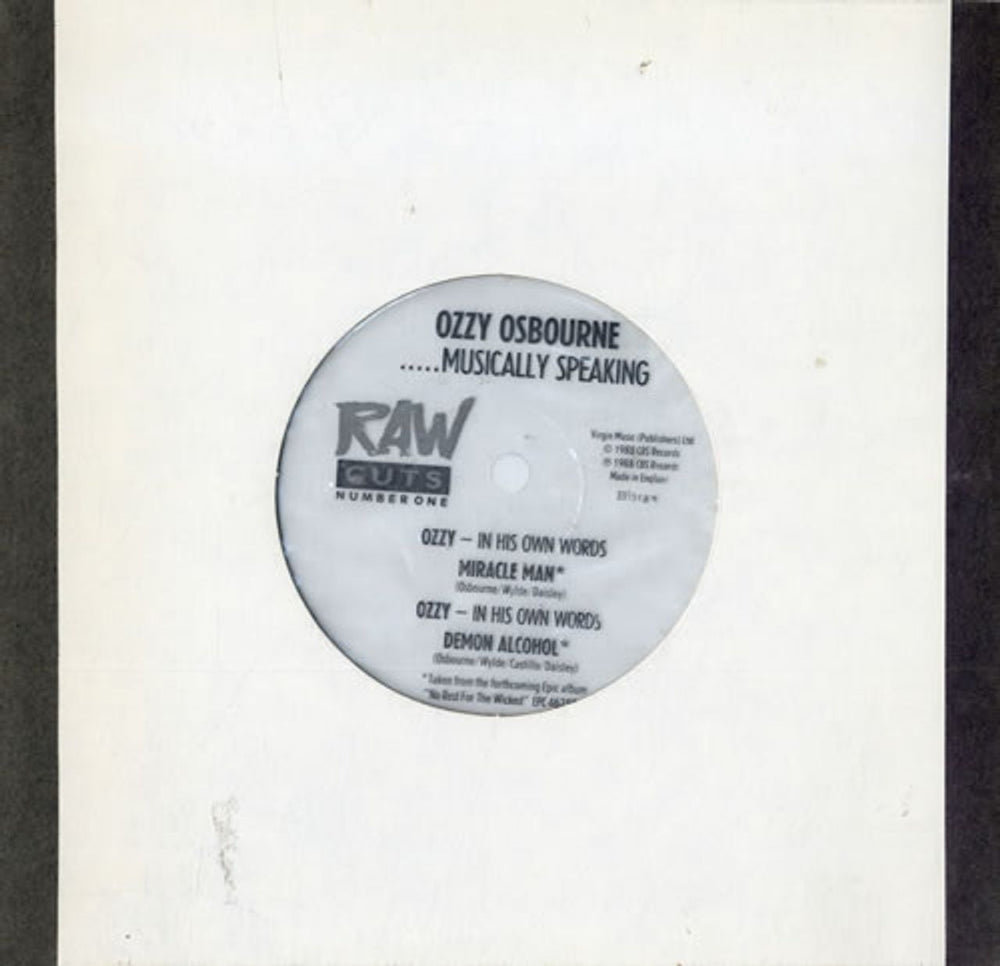 OZZY OSBOURNE
.....MUSICALLY SPEAKING
RAW
CUTS
NUMBER ONE
Virgin Music (Publishers) Ltd
© 1988 CBS Records
℗ 1988 CBS Records
Made in England
OZZY – IN HIS OWN WORDS
MIRACLE MAN*
(Osbourne/Wylde/Daisley)
OZZY – IN HIS OWN WORDS
DEMON ALCOHOL*
(Osbourne/Wylde/Castillo/Daisley)
*Taken from the forthcoming Epic album
"No Rest For The Wicked" EPC